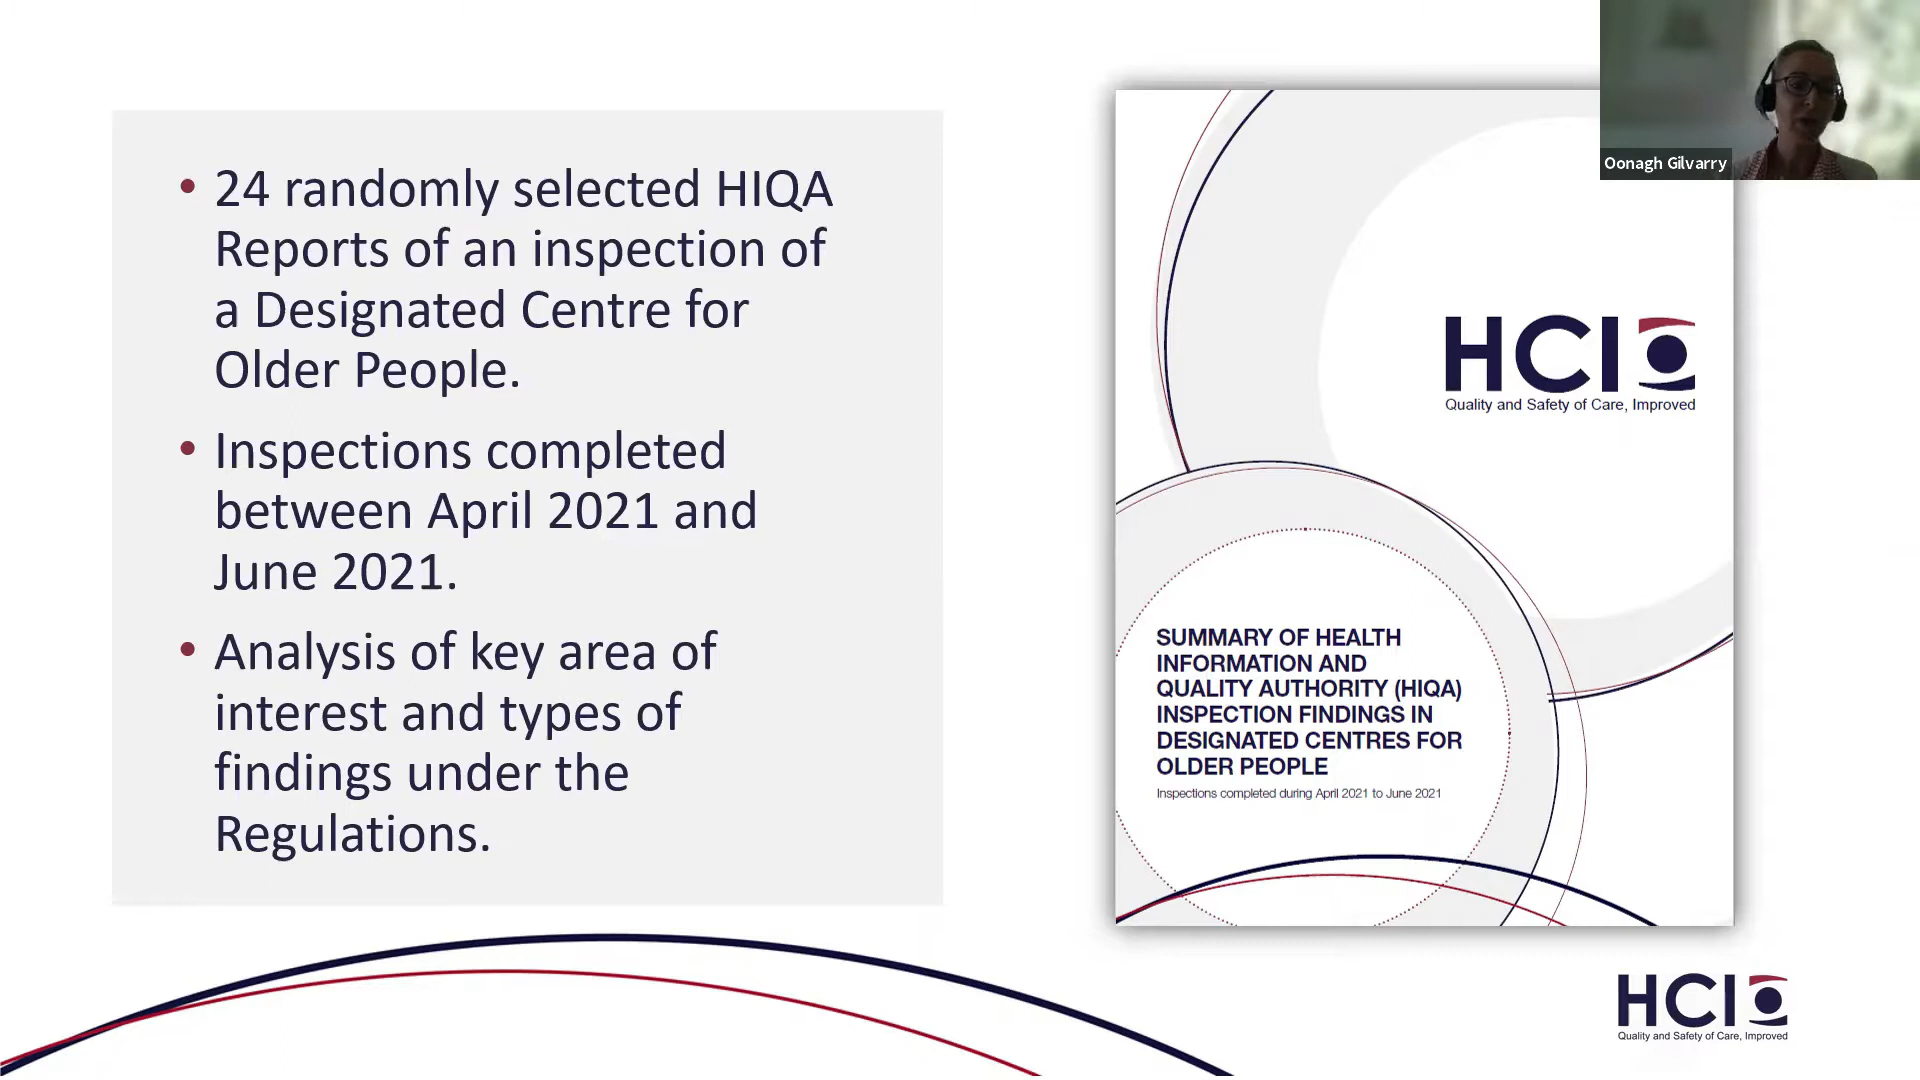 • 24 randomly selected HIQA
Reports of an inspection of
a Designated Centre for
Older People.
• Inspections completed
between April 2021 and
June 2021.
• Analysis of key area of
interest and types of
findings under the
Regulations.
Oonagh Gilvarry
HCI
Quality and Safety of Care, Improved
SUMMARY OF HEALTH
INFORMATION AND
QUALITY AUTHORITY (HIQA)
INSPECTION FINDINGS IN
DESIGNATED CENTRES FOR
OLDER PEOPLE
Inspections completed during April 2021 to June 2021
HCI
Quality and Safety of Care, Improved